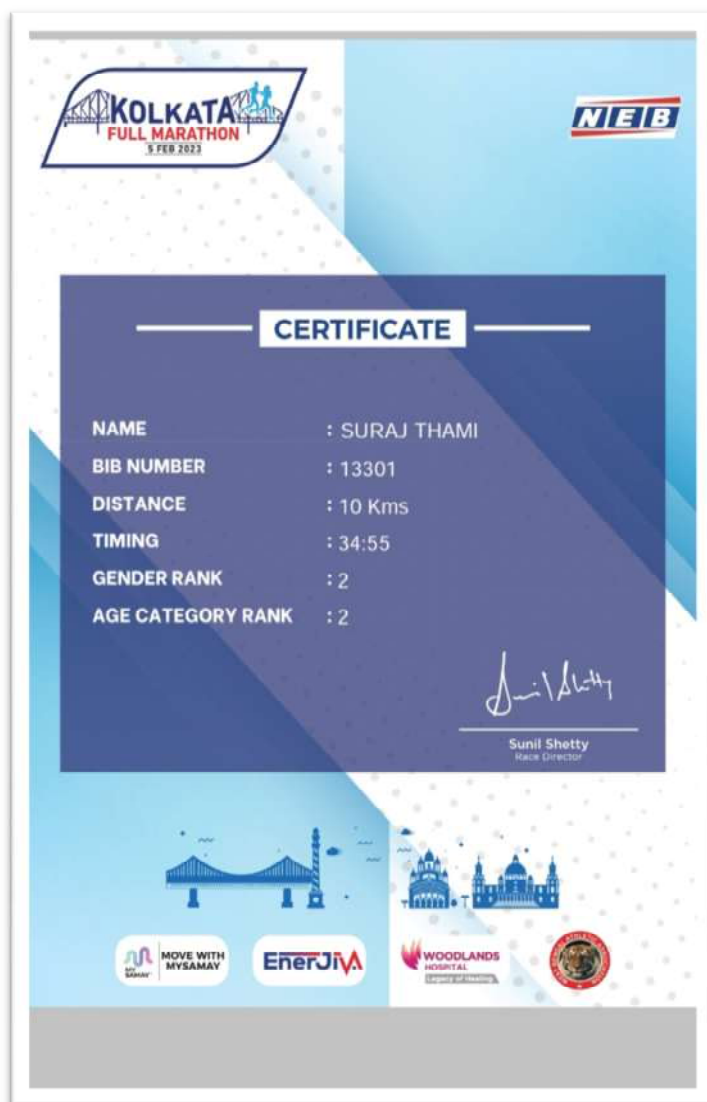 KOLKATA
FULL MARATHON
5 FEB 2023
NEB
CERTIFICATE
NAME : SURAJ THAMI
BIB NUMBER : 13301
DISTANCE : 10 Kms
TIMING : 34:55
GENDER RANK : 2
AGE CATEGORY RANK : 2
Sunil Shetty
Sunil Shetty
Race Director
MY SAMAY
MOVE WITH
MYSAMAY
EnerJiVA
WOODLANDS
HOSPITAL
Legacy of Healing